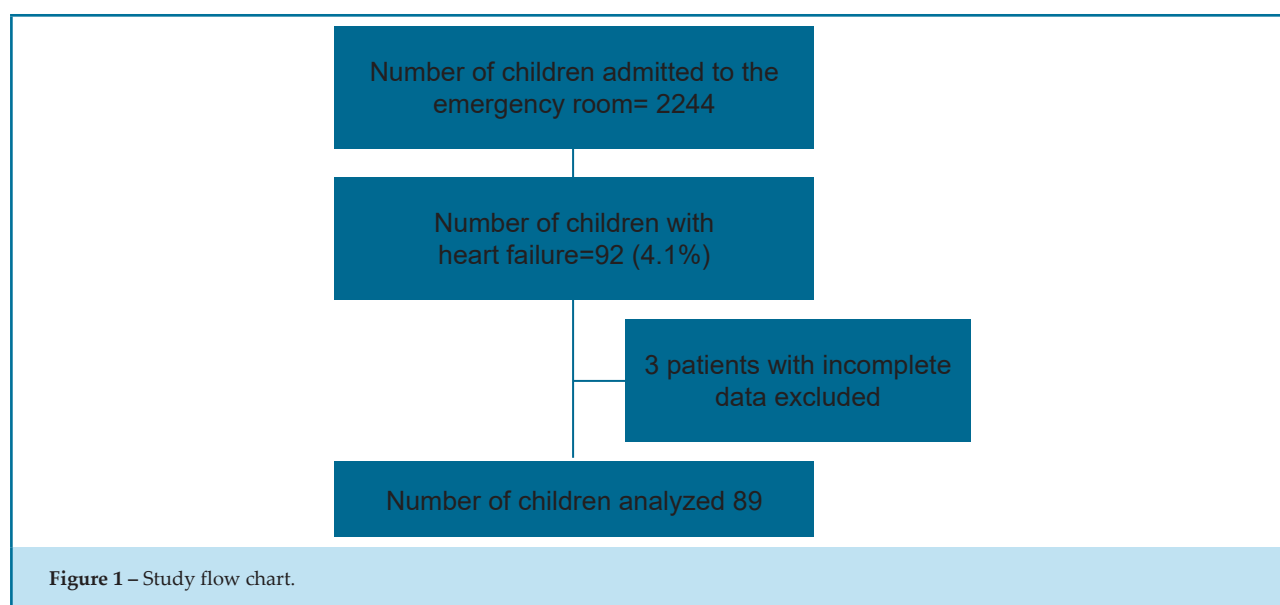 Number of children admitted to the
emergency room= 2244
Number of children with
heart failure=92 (4.1%)
3 patients with incomplete
data excluded
Number of children analyzed 89
Figure 1 – Study flow chart.